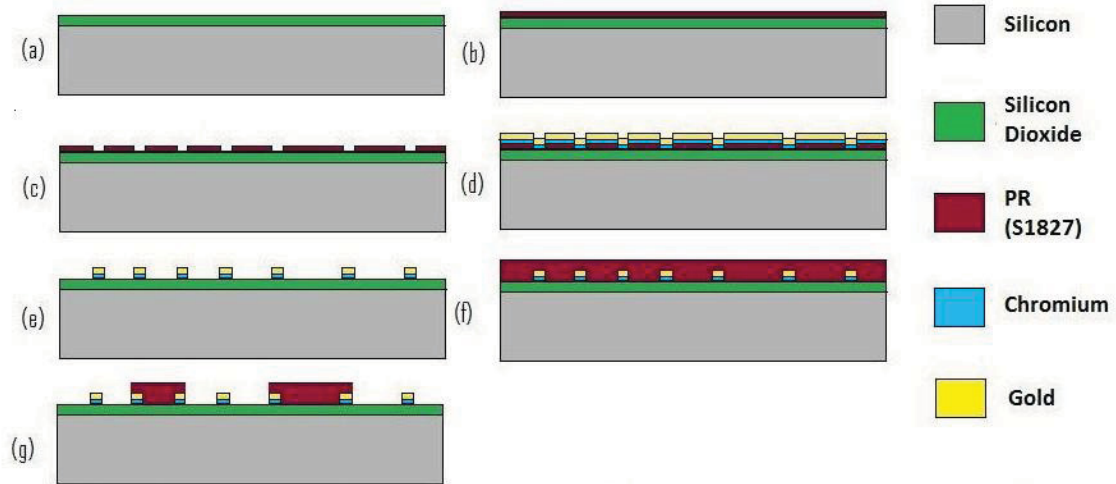 (a)
(b)
(c)
(d)
(e)
(f)
(g)
Silicon
Silicon
Dioxide
PR
(S1827)
Chromium
Gold